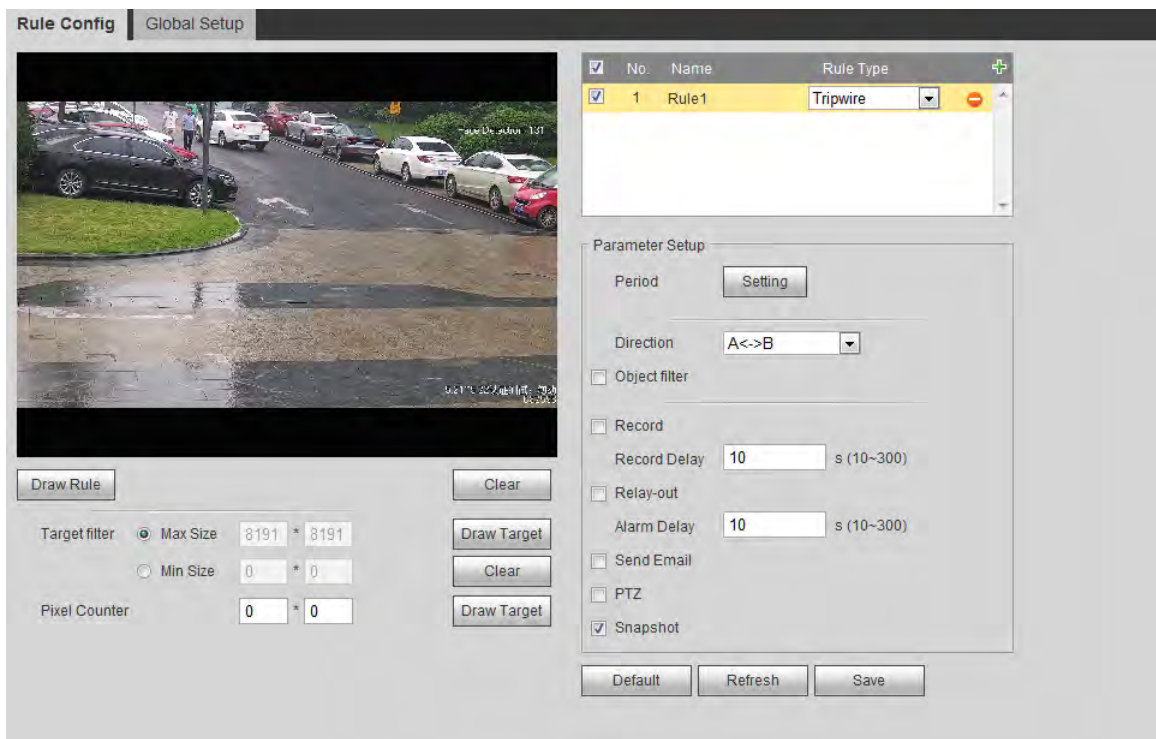 Rule Config
Global Setup
No. Name Rule Type
1 Rule1 Tripwire
Face Detection 131
Parameter Setup
Period Setting
Direction A<->B
Object filter
Record
Record Delay 10 s (10~300)
Relay-out
Alarm Delay 10 s (10~300)
Send Email
PTZ
Snapshot
Default Refresh Save
Draw Rule Clear
Target filter Max Size 8191 * 8191 Draw Target
Min Size 0 * 0 Clear
Pixel Counter 0 * 0 Draw Target